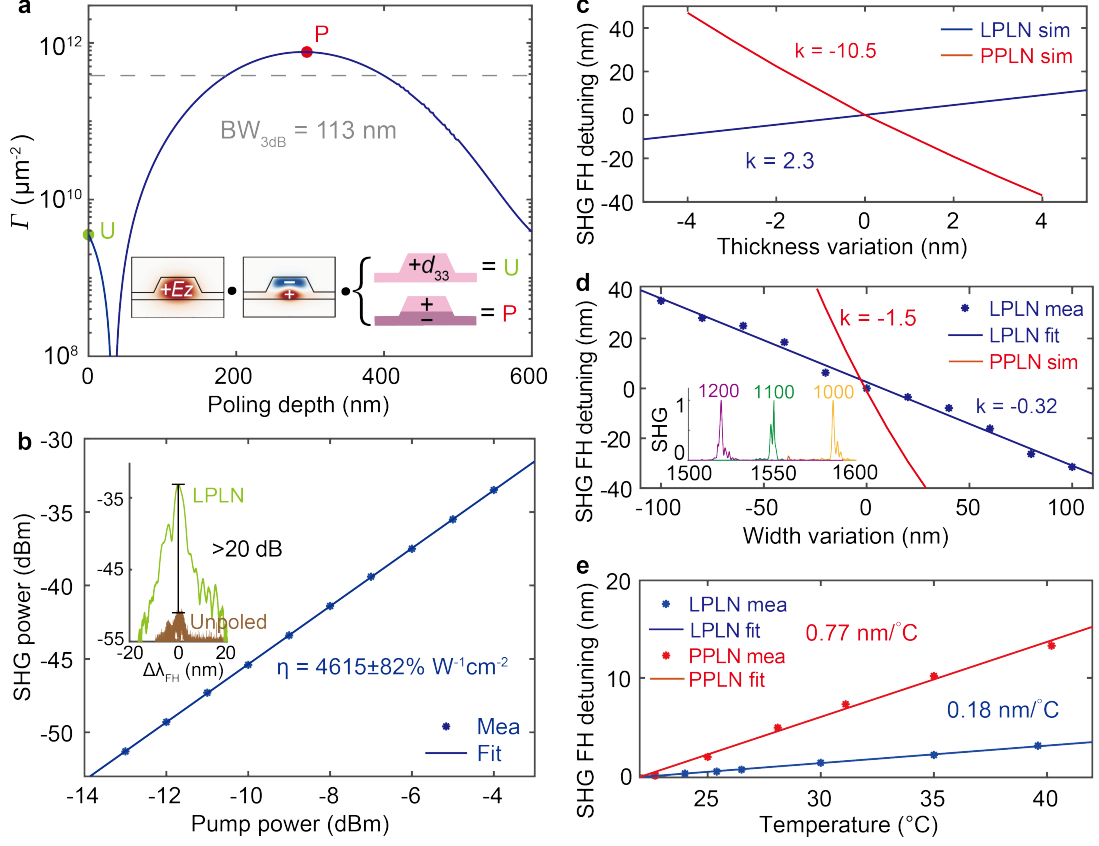 a
Γ (μm⁻²)
10¹²
10¹⁰
10⁸
P
BW₃dB = 113 nm
U
+Ez
−
+
+d₃₃
= U
+
−
= P
0
200
400
600
Poling depth (nm)
b
SHG power (dBm)
-30
-35
-40
-45
-50
-35
-45
-55
LPLN
>20 dB
Unpoled
-20
0
20
Δλ_FH (nm)
η = 4615±82% W⁻¹cm⁻²
Mea
Fit
-14
-12
-10
-8
-6
-4
Pump power (dBm)
c
SHG FH detuning (nm)
40
20
0
-20
-40
k = -10.5
LPLN sim
PPLN sim
k = 2.3
-4
-2
0
2
4
Thickness variation (nm)
d
SHG FH detuning (nm)
40
20
0
-20
-40
k = -1.5
LPLN mea
LPLN fit
PPLN sim
k = -0.32
1200
1100
1000
SHG
1
0
1500
1550
1600
-100
-50
0
50
100
Width variation (nm)
e
SHG FH detuning (nm)
20
10
0
LPLN mea
LPLN fit
PPLN mea
PPLN fit
0.77 nm/°C
0.18 nm/°C
25
30
35
40
Temperature (°C)